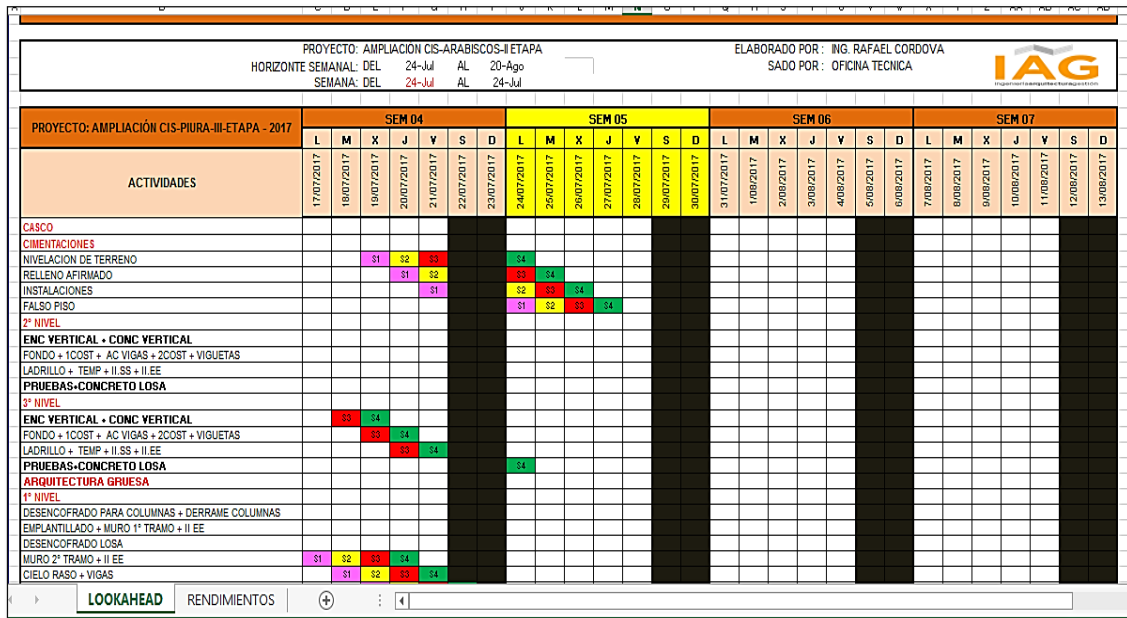 PROYECTO: AMPLIACIÓN CIS-ARABISCOS-II ETAPA ELABORADO POR : ING. RAFAEL CORDOVA
HORIZONTE SEMANAL: DEL 24-Jul AL 20-Ago SADO POR : OFICINA TECNICA
SEMANA: DEL 24-Jul AL 24-Jul
IAG
ingenieríaarquitecturagestión
PROYECTO: AMPLIACIÓN CIS-PIURA-III-ETAPA - 2017 SEM 04 SEM 05 SEM 06 SEM 07
L M X J V S D L M X J V S D L M X J V S D L M X J V S D
ACTIVIDADES 17/07/2017 18/07/2017 19/07/2017 20/07/2017 21/07/2017 22/07/2017 23/07/2017 24/07/2017 25/07/2017 26/07/2017 27/07/2017 28/07/2017 29/07/2017 30/07/2017 31/07/2017 1/08/2017 2/08/2017 3/08/2017 4/08/2017 5/08/2017 6/08/2017 7/08/2017 8/08/2017 9/08/2017 10/08/2017 11/08/2017 12/08/2017 13/08/2017
CASCO
CIMENTACIONES
NIVELACION DE TERRENO S1 S2 S3 S4
RELLENO AFIRMADO S1 S2 S3 S4
INSTALACIONES S1 S2 S3 S4
FALSO PISO S1 S2 S3 S4
2° NIVEL
ENC VERTICAL + CONC VERTICAL
FONDO + 1COST + AC VIGAS + 2COST + VIGUETAS
LADRILLO + TEMP + II.SS + II.EE
PRUEBAS+CONCRETO LOSA
3° NIVEL
ENC VERTICAL + CONC VERTICAL S3 S4
FONDO + 1COST + AC VIGAS + 2COST + VIGUETAS S3 S4
LADRILLO + TEMP + II.SS + II.EE S3 S4
PRUEBAS+CONCRETO LOSA S4
ARQUITECTURA GRUESA
1° NIVEL
DESENCOFRADO PARA COLUMNAS + DERRAME COLUMNAS
EMPLANTILLADO + MURO 1° TRAMO + II EE
DESENCOFRADO LOSA
MURO 2° TRAMO + II EE S1 S2 S3 S4
CIELO RASO + VIGAS S1 S2 S3 S4
LOOKAHEAD RENDIMIENTOS